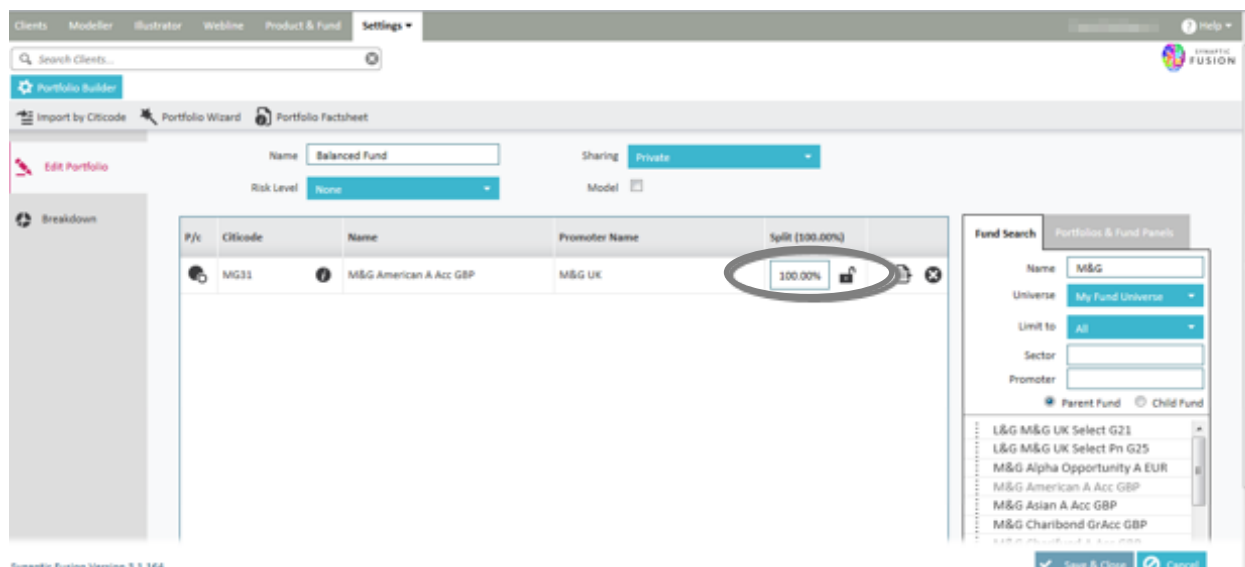 Clients Modeller Illustrator Webline Product & Fund Settings Help
Search Clients...
SYNAPTIC
FUSION
Portfolio Builder
Import by Citicode Portfolio Wizard Portfolio Factsheet
Edit Portfolio
Breakdown
Name Balanced Fund Sharing Private
Risk Level None Model
P/c Citicode Name Promoter Name Split (100.00%)
MG31 M&G American A Acc GBP M&G UK 100.00%
Fund Search Portfolios & Fund Panels
Name M&G
Universe My Fund Universe
Limit to All
Sector
Promoter
Parent Fund Child Fund
L&G M&G UK Select G21
L&G M&G UK Select Pn G25
M&G Alpha Opportunity A EUR
M&G American A Acc GBP
M&G Asian A Acc GBP
M&G Charibond GrAcc GBP
Synaptic Fusion Version
Save & Close Cancel